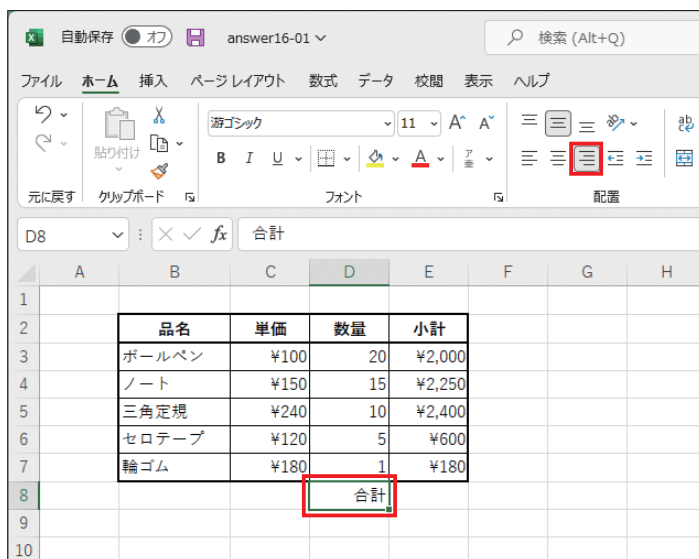 自動保存 オフ answer16-01 検索 (Alt+Q)
ファイル ホーム 挿入 ページ レイアウト 数式 データ 校閲 表示 ヘルプ
貼り付け
游ゴシック 11 A A
B I U A
ab
元に戻す クリップボード フォント 配置
D8 fx 合計
A B C D E F G H
1
2 品名 単価 数量 小計
3 ボールペン ¥100 20 ¥2,000
4 ノート ¥150 15 ¥2,250
5 三角定規 ¥240 10 ¥2,400
6 セロテープ ¥120 5 ¥600
7 輪ゴム ¥180 1 ¥180
8 合計
9
10